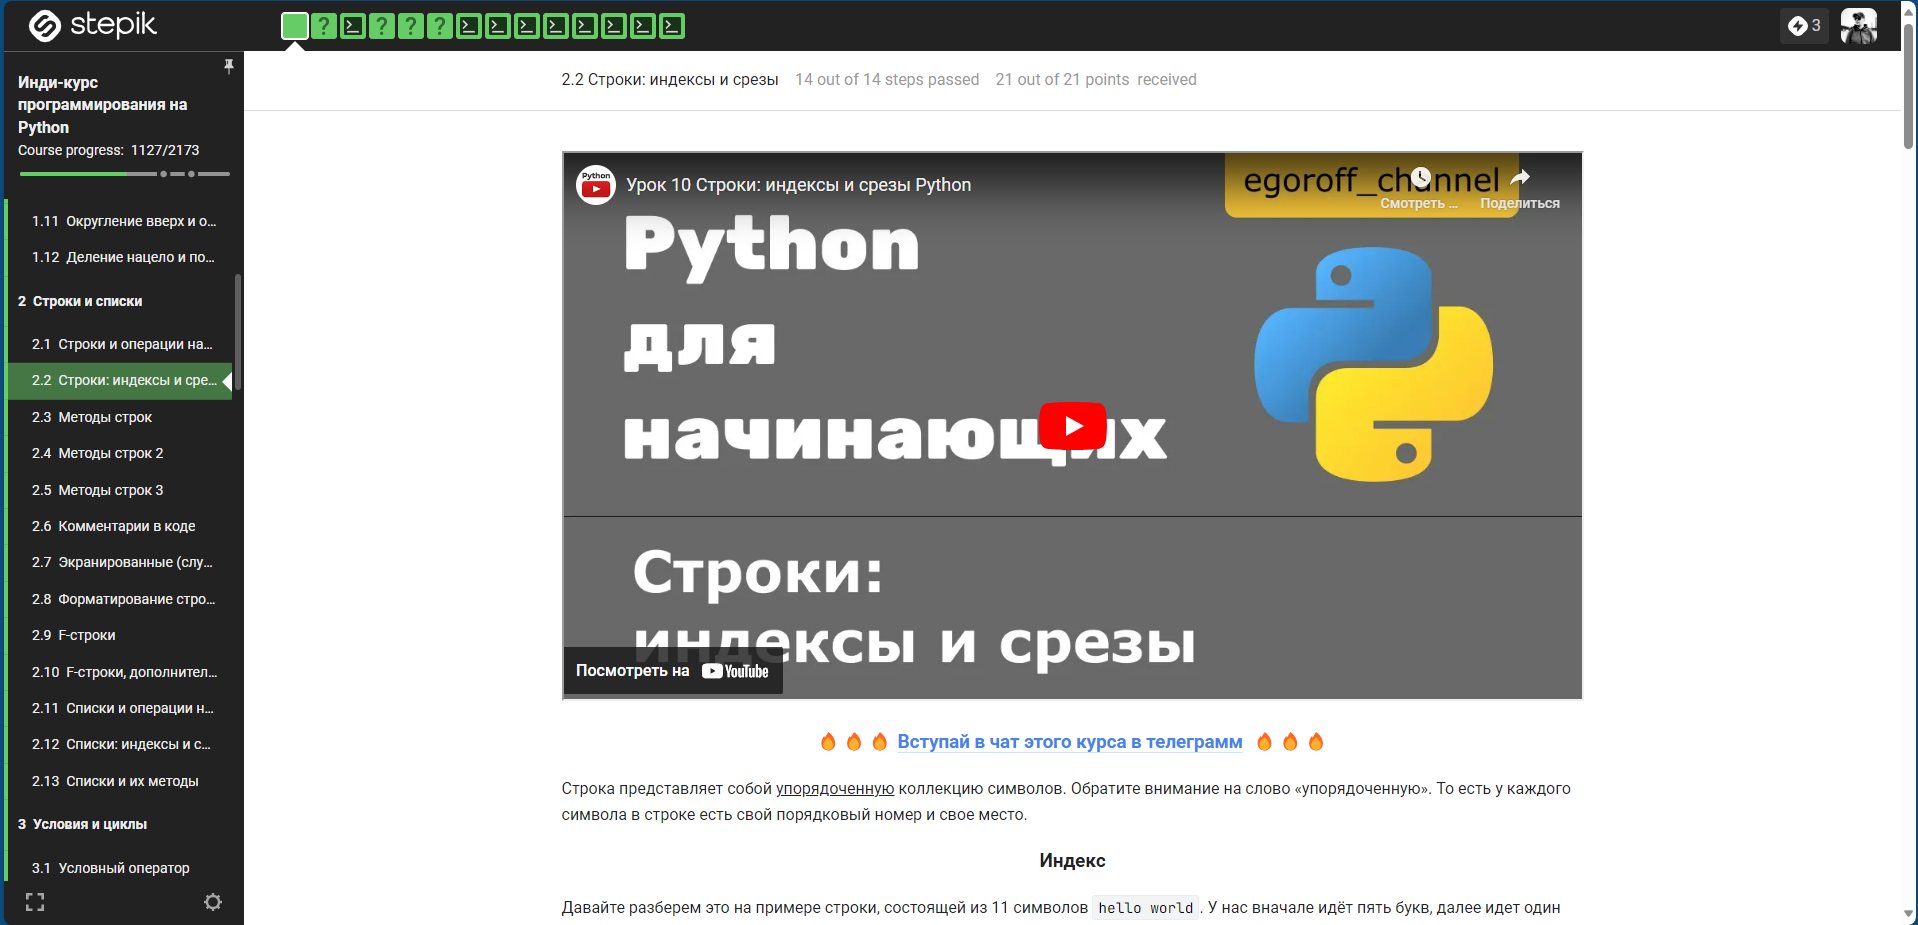 stepik
3
Инди-курс
программирования на
Python
Course progress: 1127/2173
1.11 Округление вверх и о...
1.12 Деление нацело и по...
2 Строки и списки
2.1 Строки и операции на...
2.2 Строки: индексы и сре...
2.3 Методы строк
2.4 Методы строк 2
2.5 Методы строк 3
2.6 Комментарии в коде
2.7 Экранированные (слу...
2.8 Форматирование стро...
2.9 F-строки
2.10 F-строки, дополнител...
2.11 Списки и операции н...
2.12 Списки: индексы и с...
2.13 Списки и их методы
3 Условия и циклы
3.1 Условный оператор
2.2 Строки: индексы и срезы 14 out of 14 steps passed 21 out of 21 points received
Python
Урок 10 Строки: индексы и срезы Python
egoroff_channel
Смотреть ...
Поделиться
Python
для
начинающих
Строки:
индексы и срезы
Посмотреть на YouTube
Вступай в чат этого курса в телеграмм
Строка представляет собой упорядоченную коллекцию символов. Обратите внимание на слово «упорядоченную». То есть у каждого
символа в строке есть свой порядковый номер и свое место.
Индекс
Давайте разберем это на примере строки, состоящей из 11 символов hello world. У нас вначале идёт пять букв, далее идет один